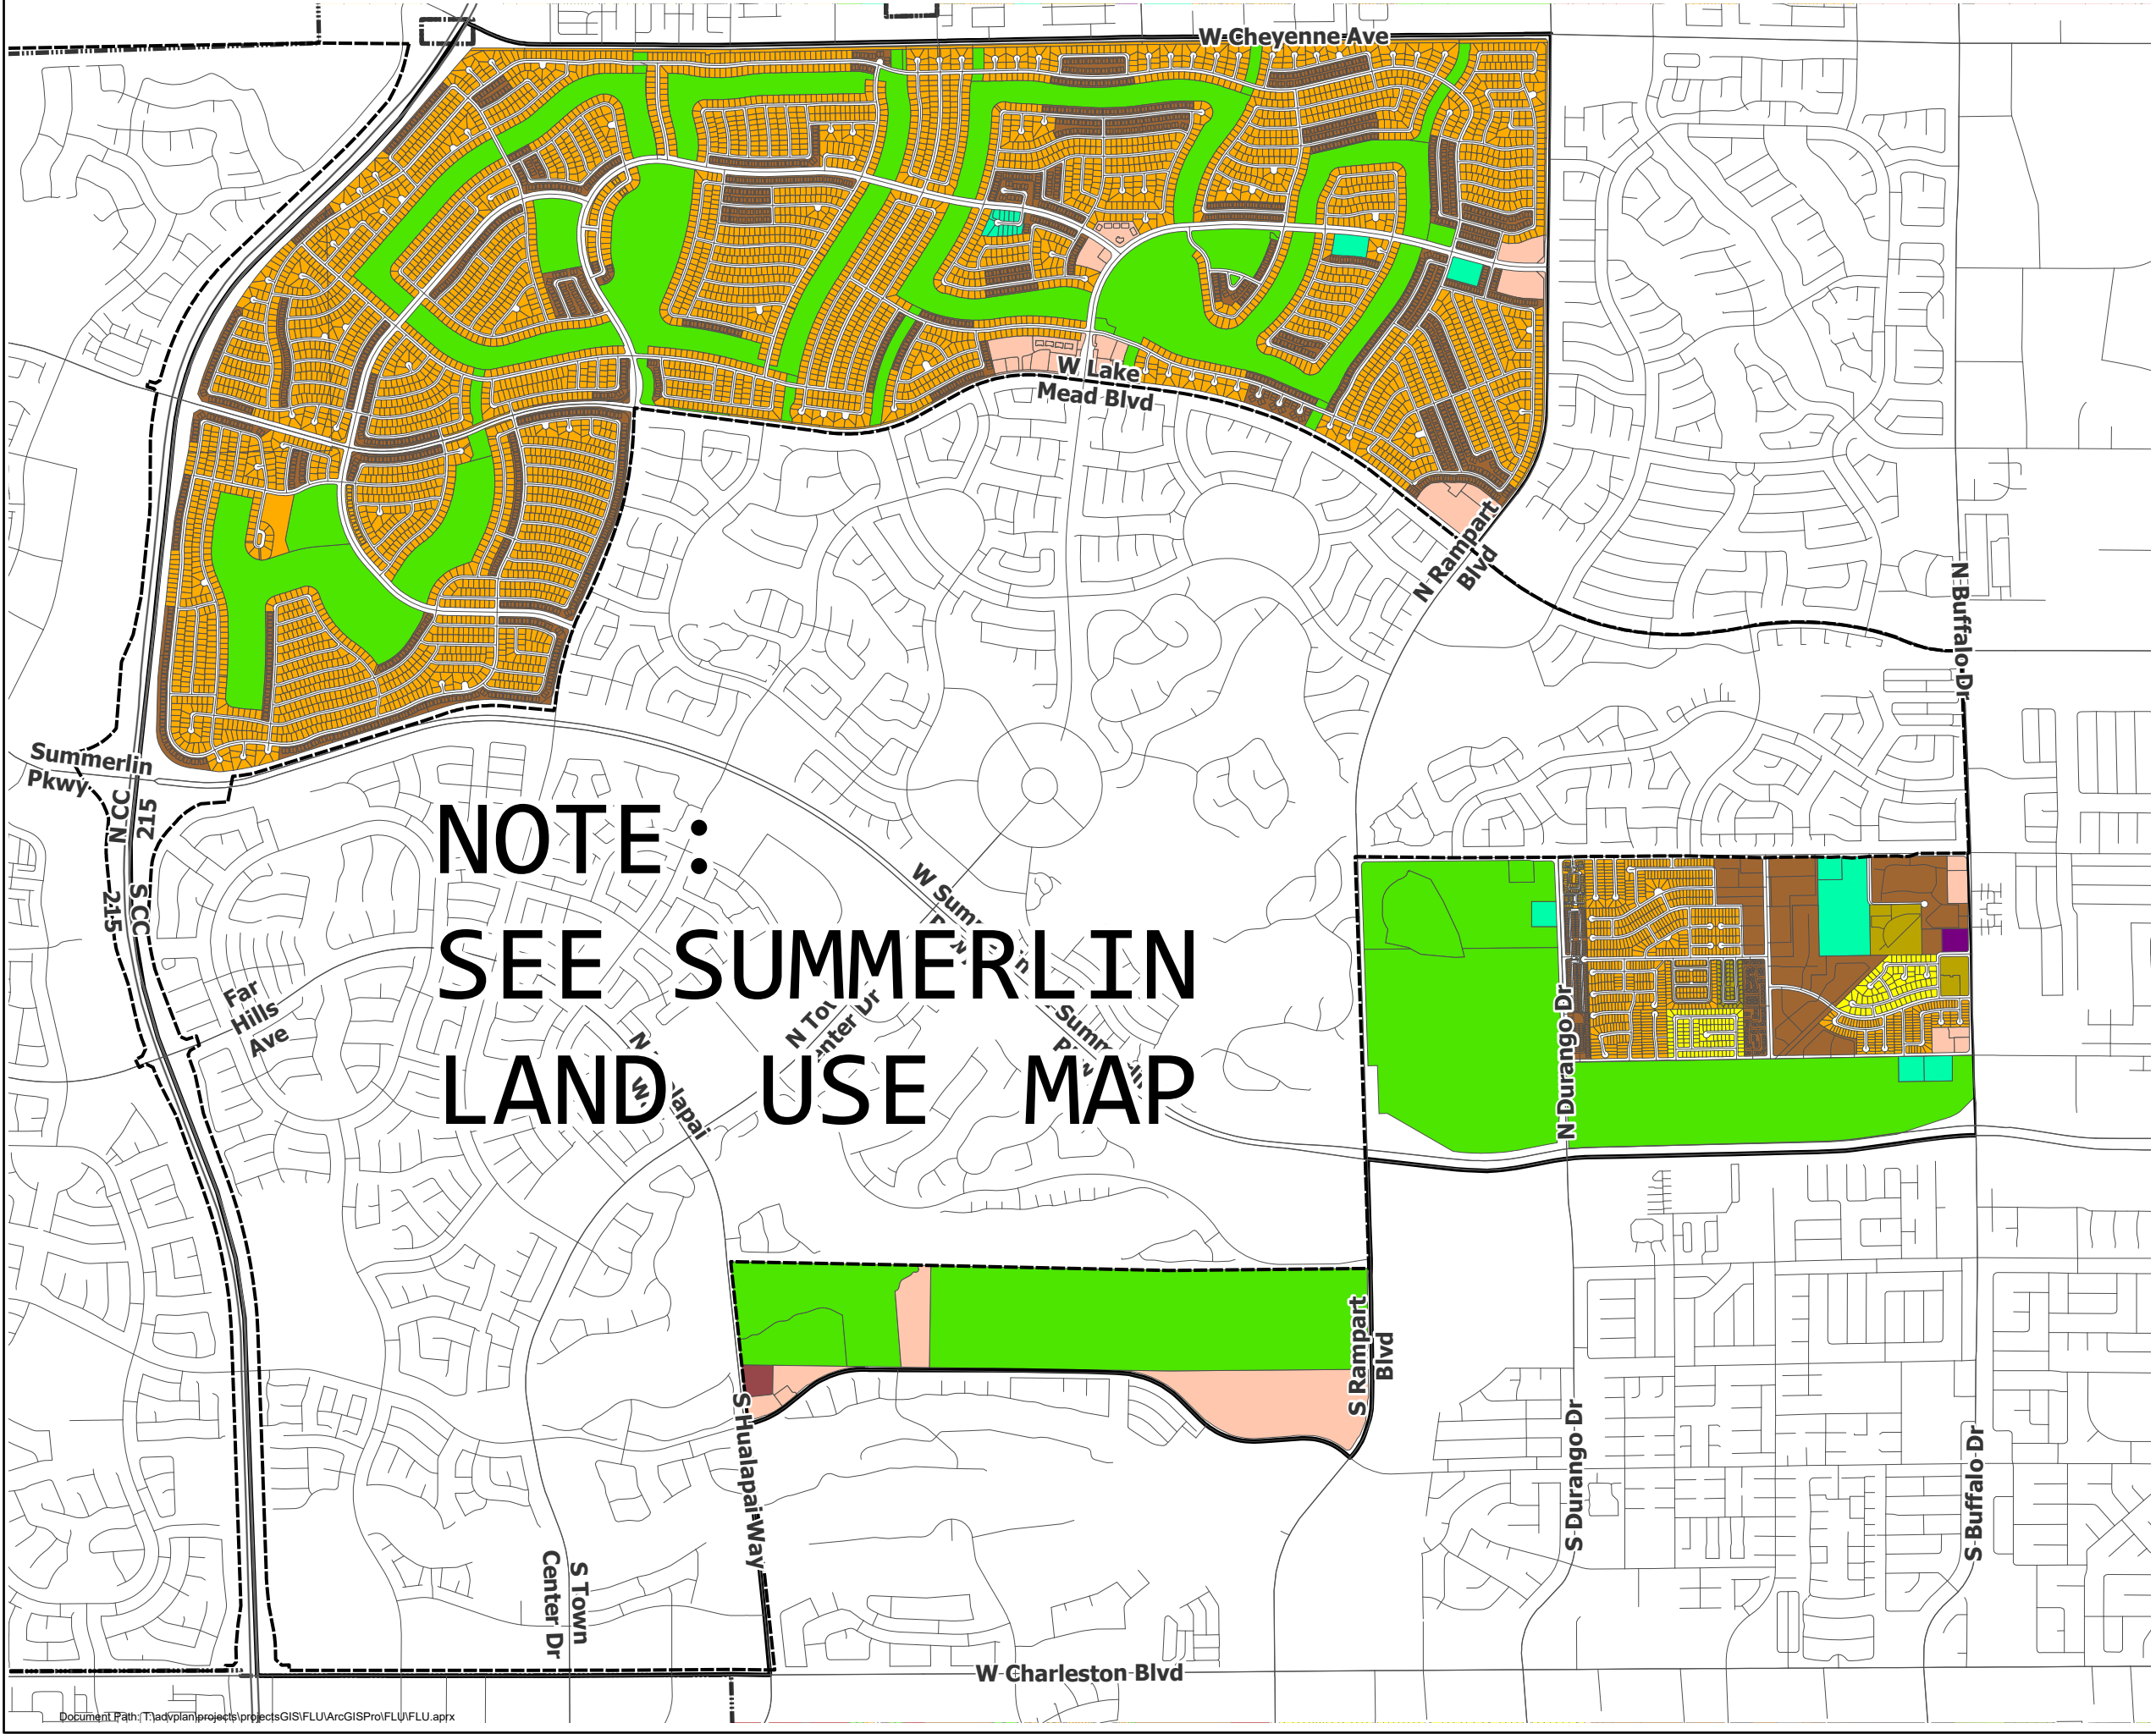 W Cheyenne Ave
W Lake
Mead Blvd
N Rampart
Blvd
N Buffalo Dr
Summerlin
Pkwy
N CC
215
S CC
215
NOTE:
SEE SUMMERLIN
LAND USE MAP
Far
Hills
Ave
N Durango Dr
S Rampart
Blvd
S Hualapai Way
S Durango Dr
S Buffalo Dr
S Town
Center Dr
W Charleston Blvd
Document Path: T:\advplan\projects\projectsGIS\FLU\ArcGISPro\FLU\FLU.aprx